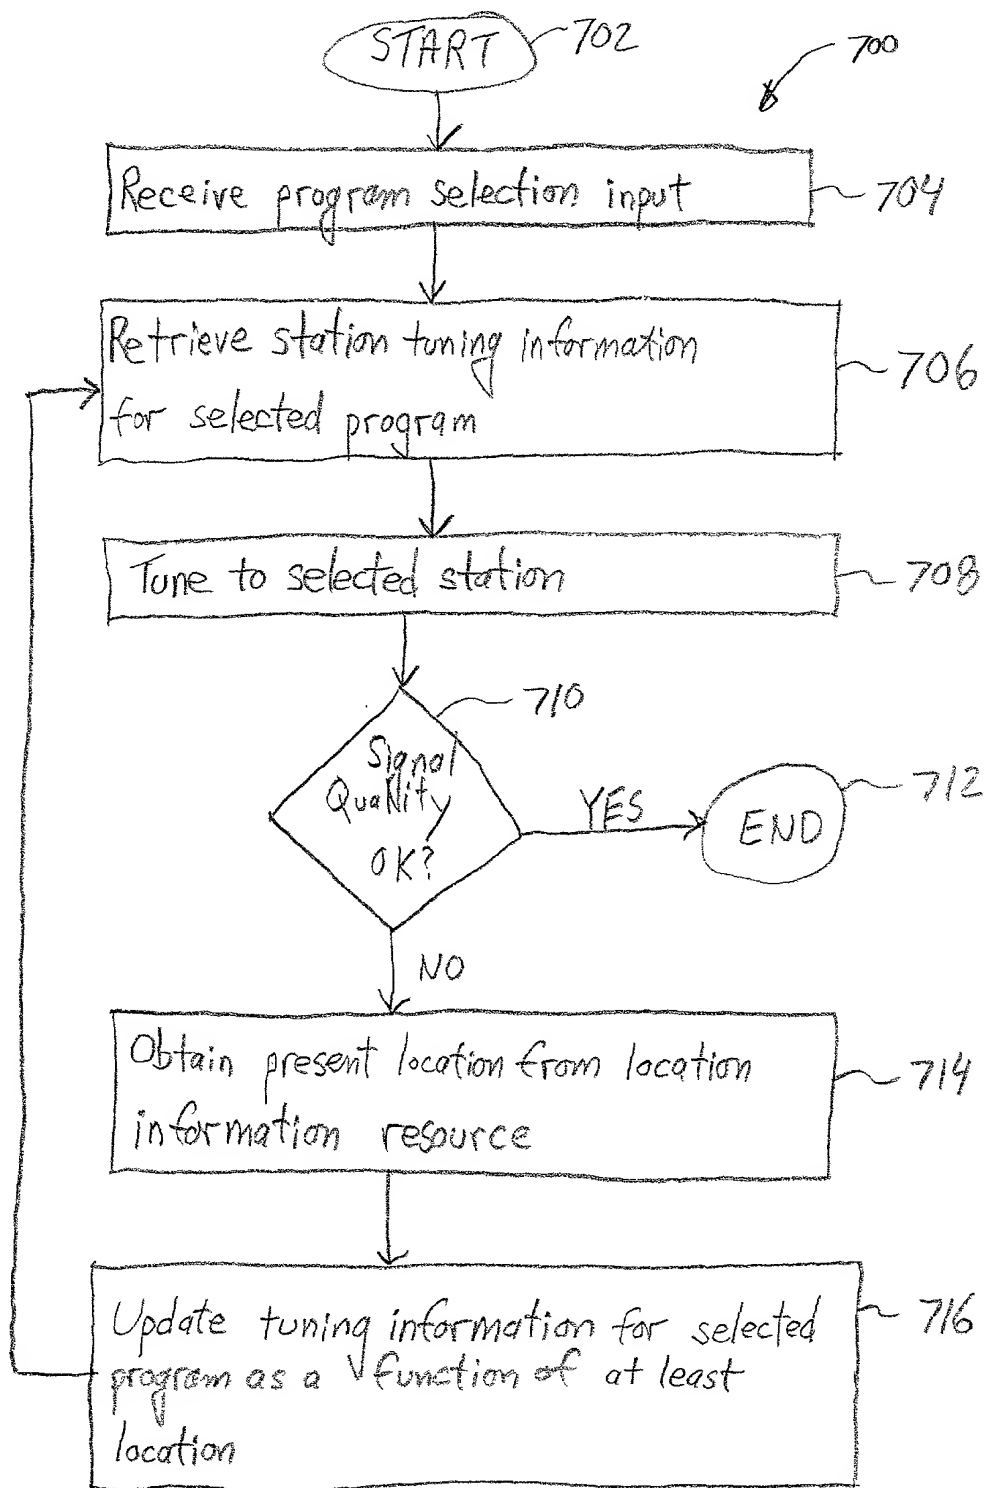 START
702
700
Receive program selection input
704
Retrieve station tuning information
for selected program
706
Tune to selected station
708
710
Signal
Quality
OK?
YES
END
712
NO
Obtain present location from location
information resource
714
Update tuning information for selected
program as a function of at least
location
716